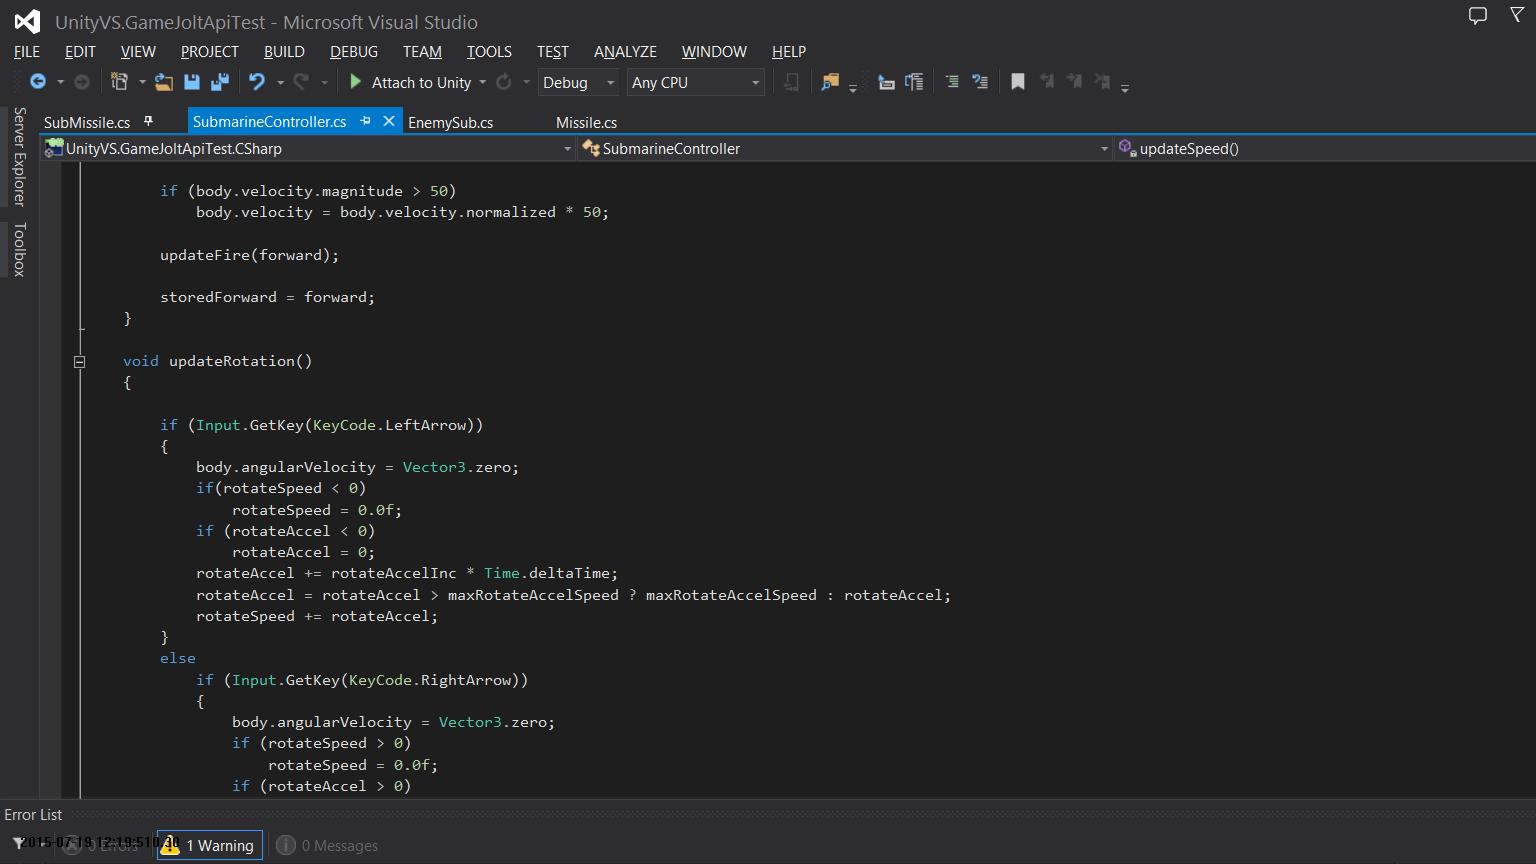 UnityVS.GameJoltApiTest - Microsoft Visual Studio
FILE EDIT VIEW PROJECT BUILD DEBUG TEAM TOOLS TEST ANALYZE WINDOW HELP
Attach to Unity Debug Any CPU
Server Explorer
Toolbox
SubMissile.cs SubmarineController.cs EnemySub.cs Missile.cs
UnityVS.GameJoltApiTest.CSharp SubmarineController updateSpeed()
if (body.velocity.magnitude > 50)
body.velocity = body.velocity.normalized * 50;
updateFire(forward);
storedForward = forward;
}
void updateRotation()
{
if (Input.GetKey(KeyCode.LeftArrow))
{
body.angularVelocity = Vector3.zero;
if(rotateSpeed < 0)
rotateSpeed = 0.0f;
if (rotateAccel < 0)
rotateAccel = 0;
rotateAccel += rotateAccelInc * Time.deltaTime;
rotateAccel = rotateAccel > maxRotateAccelSpeed ? maxRotateAccelSpeed : rotateAccel;
rotateSpeed += rotateAccel;
}
else
if (Input.GetKey(KeyCode.RightArrow))
{
body.angularVelocity = Vector3.zero;
if (rotateSpeed > 0)
rotateSpeed = 0.0f;
if (rotateAccel > 0)
Error List
0 Errors 1 Warning 0 Messages